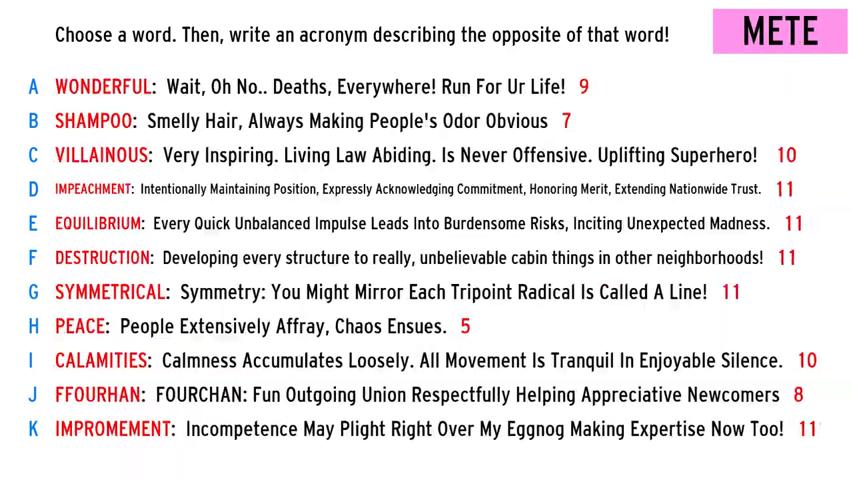 Choose a word. Then, write an acronym describing the opposite of that word! METE
A WONDERFUL: Wait, Oh No.. Deaths, Everywhere! Run For Ur Life! 9
B SHAMPOO: Smelly Hair, Always Making People's Odor Obvious 7
C VILLAINOUS: Very Inspiring. Living Law Abiding. Is Never Offensive. Uplifting Superhero! 10
D IMPEACHMENT: Intentionally Maintaining Position, Expressly Acknowledging Commitment, Honoring Merit, Extending Nationwide Trust. 11
E EQUILIBRIUM: Every Quick Unbalanced Impulse Leads Into Burdensome Risks, Inciting Unexpected Madness. 11
F DESTRUCTION: Developing every structure to really, unbelievable cabin things in other neighborhoods! 11
G SYMMETRICAL: Symmetry: You Might Mirror Each Tripoint Radical Is Called A Line! 11
H PEACE: People Extensively Affray, Chaos Ensues. 5
I CALAMITIES: Calmness Accumulates Loosely. All Movement Is Tranquil In Enjoyable Silence. 10
J FFOURHAN: FOURCHAN: Fun Outgoing Union Respectfully Helping Appreciative Newcomers 8
K IMPROMEMENT: Incompetence May Plight Right Over My Eggnog Making Expertise Now Too! 11